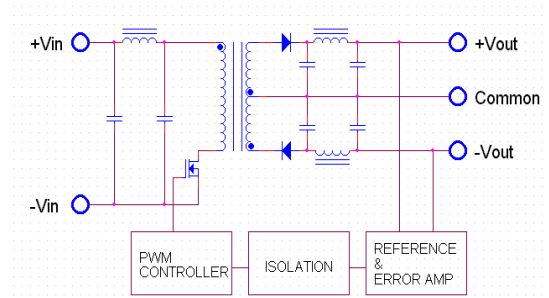 +Vin
+Vout
Common
-Vout
-Vin
PWM
CONTROLLER
ISOLATION
REFERENCE
&
ERROR AMP